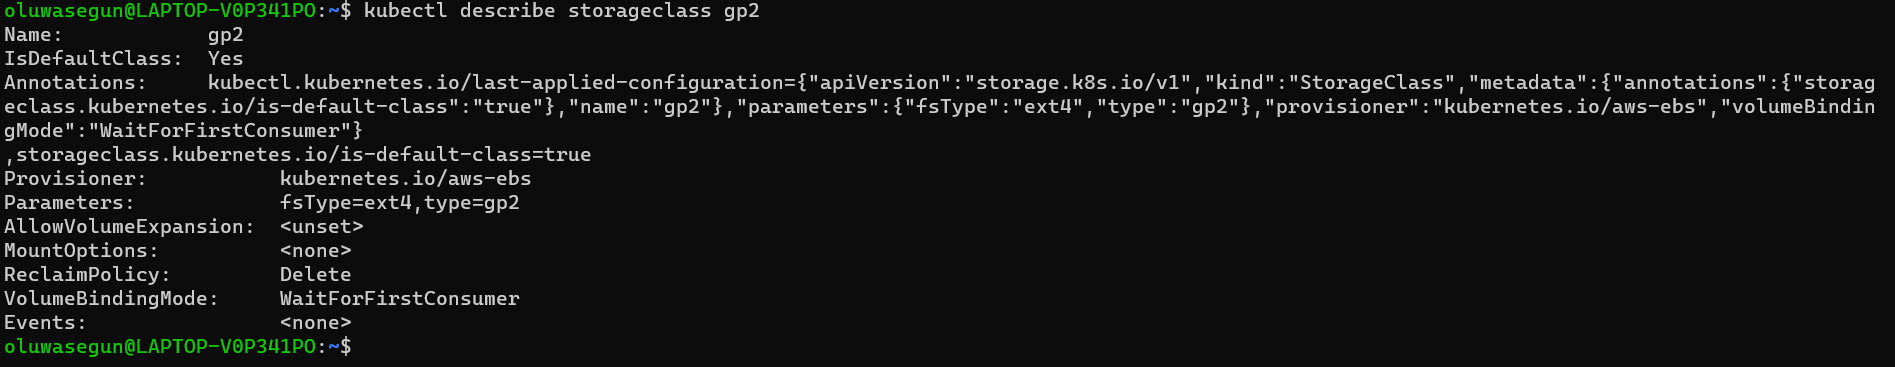 oluwasegun@LAPTOP-V0P341PO:~$ kubectl describe storageclass gp2
Name:            gp2
IsDefaultClass:  Yes
Annotations:     kubectl.kubernetes.io/last-applied-configuration={"apiVersion":"storage.k8s.io/v1","kind":"StorageClass","metadata":{"annotations":{"storag
eclass.kubernetes.io/is-default-class":"true"},"name":"gp2"},"parameters":{"fsType":"ext4","type":"gp2"},"provisioner":"kubernetes.io/aws-ebs","volumeBindin
gMode":"WaitForFirstConsumer"}
,storageclass.kubernetes.io/is-default-class=true
Provisioner:           kubernetes.io/aws-ebs
Parameters:            fsType=ext4,type=gp2
AllowVolumeExpansion:  <unset>
MountOptions:          <none>
ReclaimPolicy:         Delete
VolumeBindingMode:     WaitForFirstConsumer
Events:                <none>
oluwasegun@LAPTOP-V0P341PO:~$